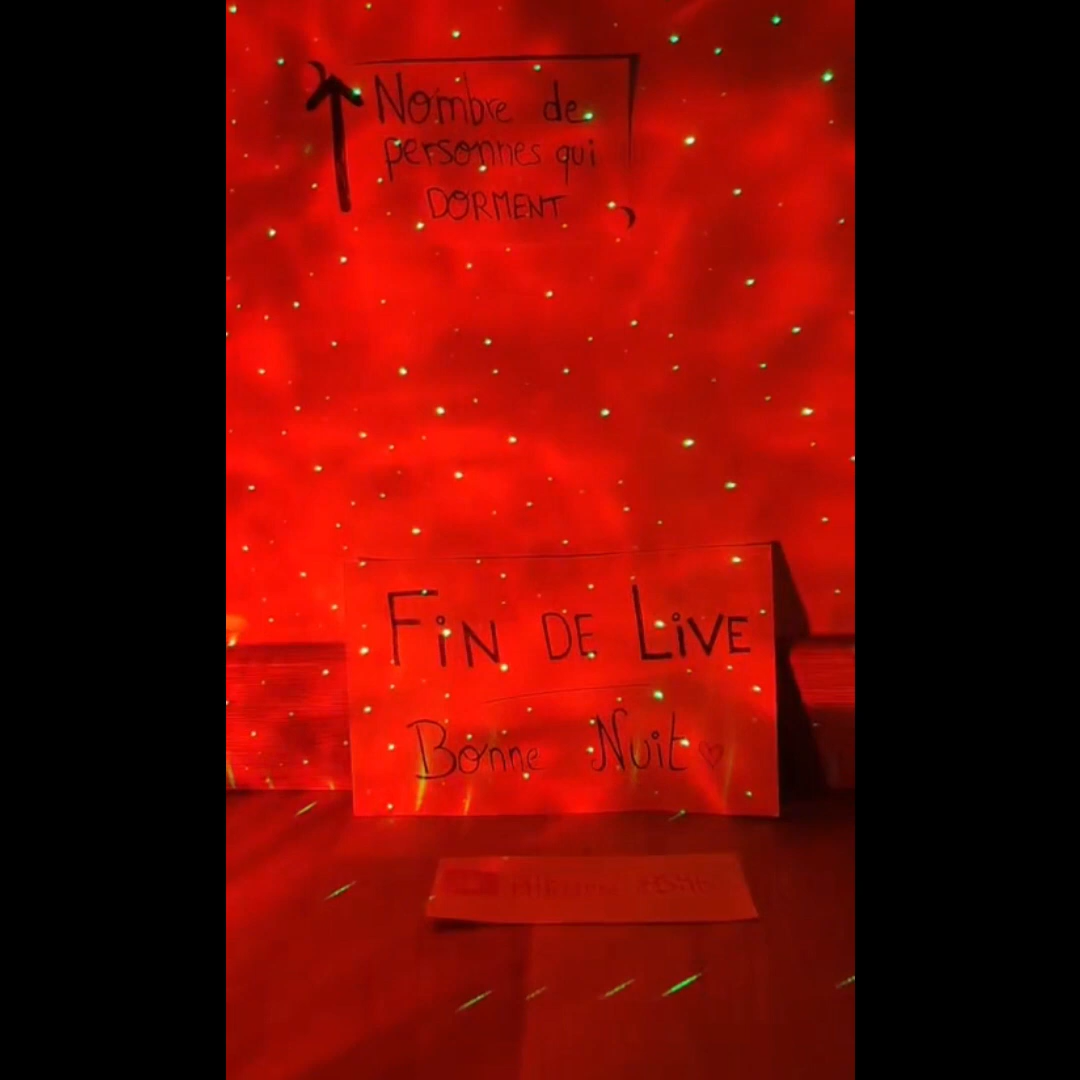 Nombre de
personnes qui
DORMENT
FiN DE LiVE
Bonne Nuit